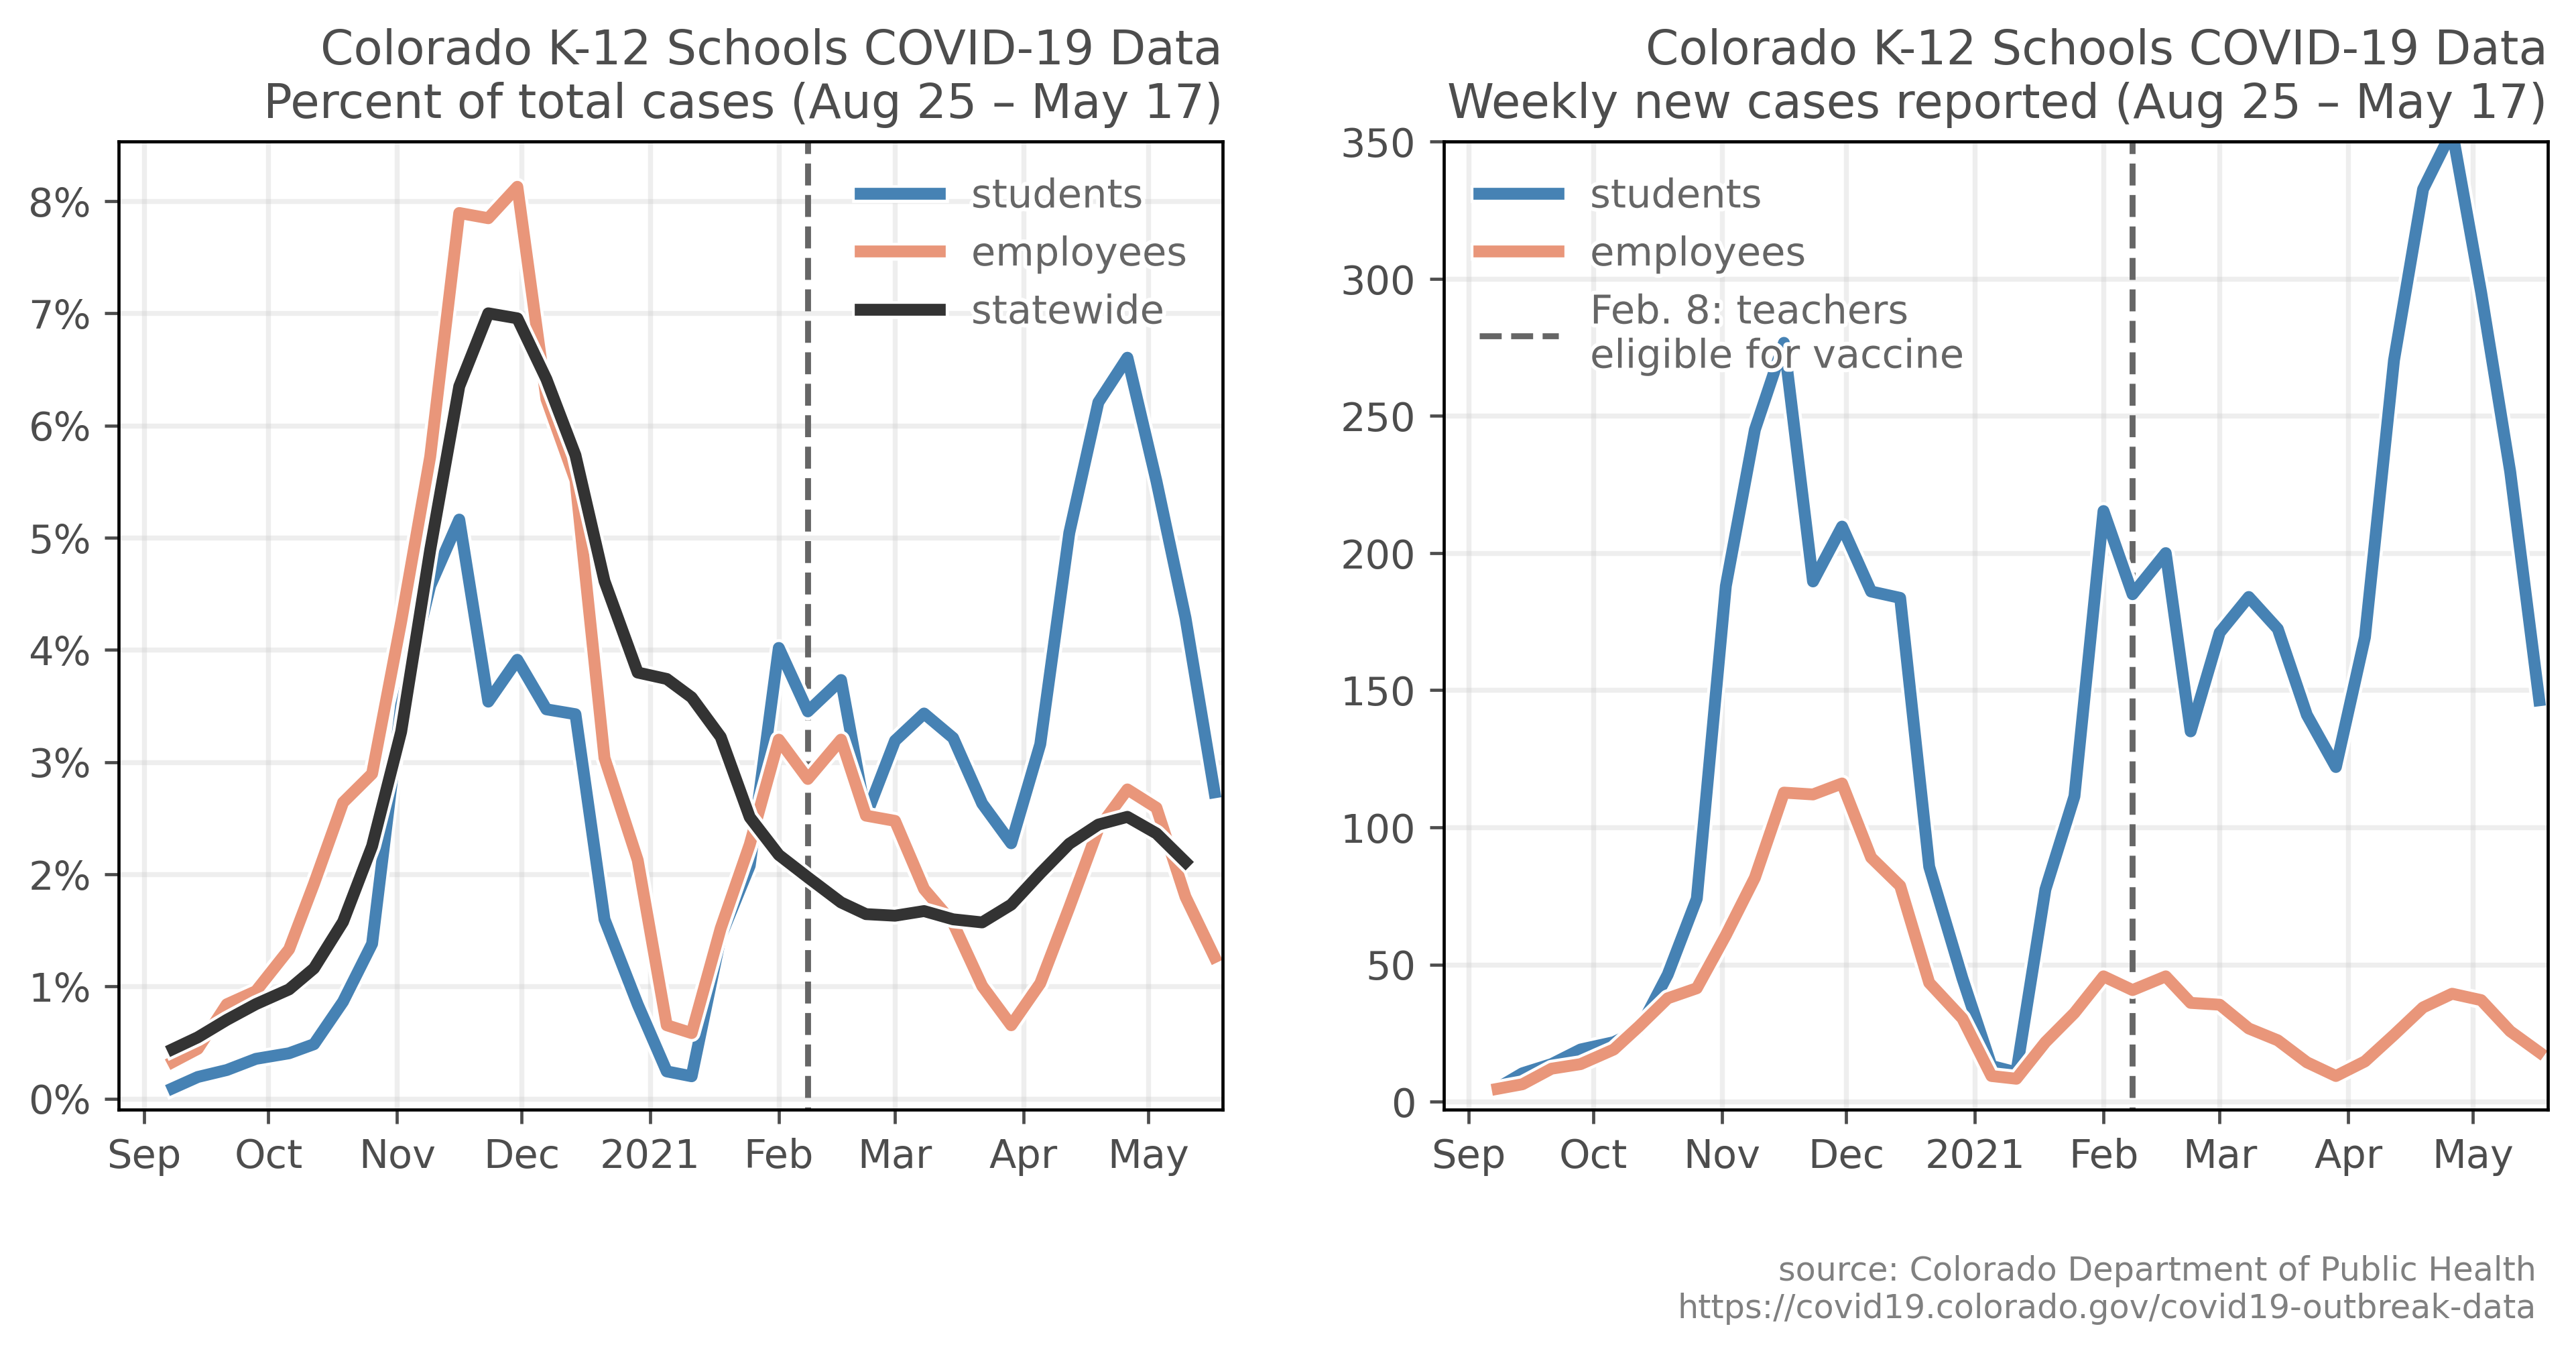 Colorado K-12 Schools COVID-19 Data
Percent of total cases (Aug 25 – May 17)
8%
7%
6%
5%
4%
3%
2%
1%
0%
students
employees
statewide
Sep Oct Nov Dec 2021 Feb Mar Apr May
Colorado K-12 Schools COVID-19 Data
Weekly new cases reported (Aug 25 – May 17)
350
300
250
200
150
100
50
0
students
employees
Feb. 8: teachers
eligible for vaccine
Sep Oct Nov Dec 2021 Feb Mar Apr May
source: Colorado Department of Public Health
https://covid19.colorado.gov/covid19-outbreak-data